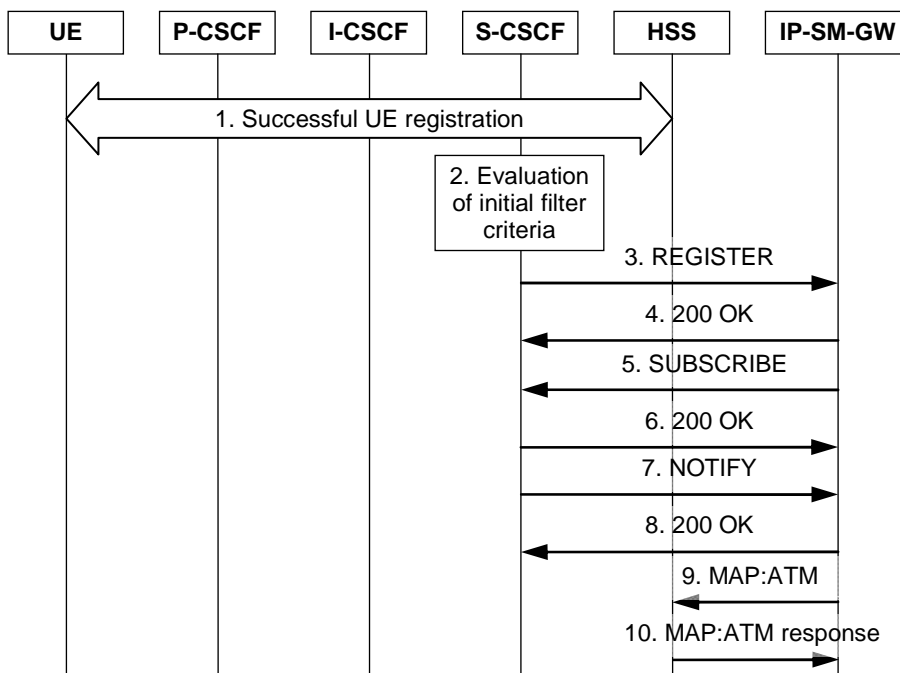 UE
P-CSCF
I-CSCF
S-CSCF
HSS
IP-SM-GW
1. Successful UE registration
2. Evaluation
of initial filter
criteria
3. REGISTER
4. 200 OK
5. SUBSCRIBE
6. 200 OK
7. NOTIFY
8. 200 OK
9. MAP:ATM
10. MAP:ATM response